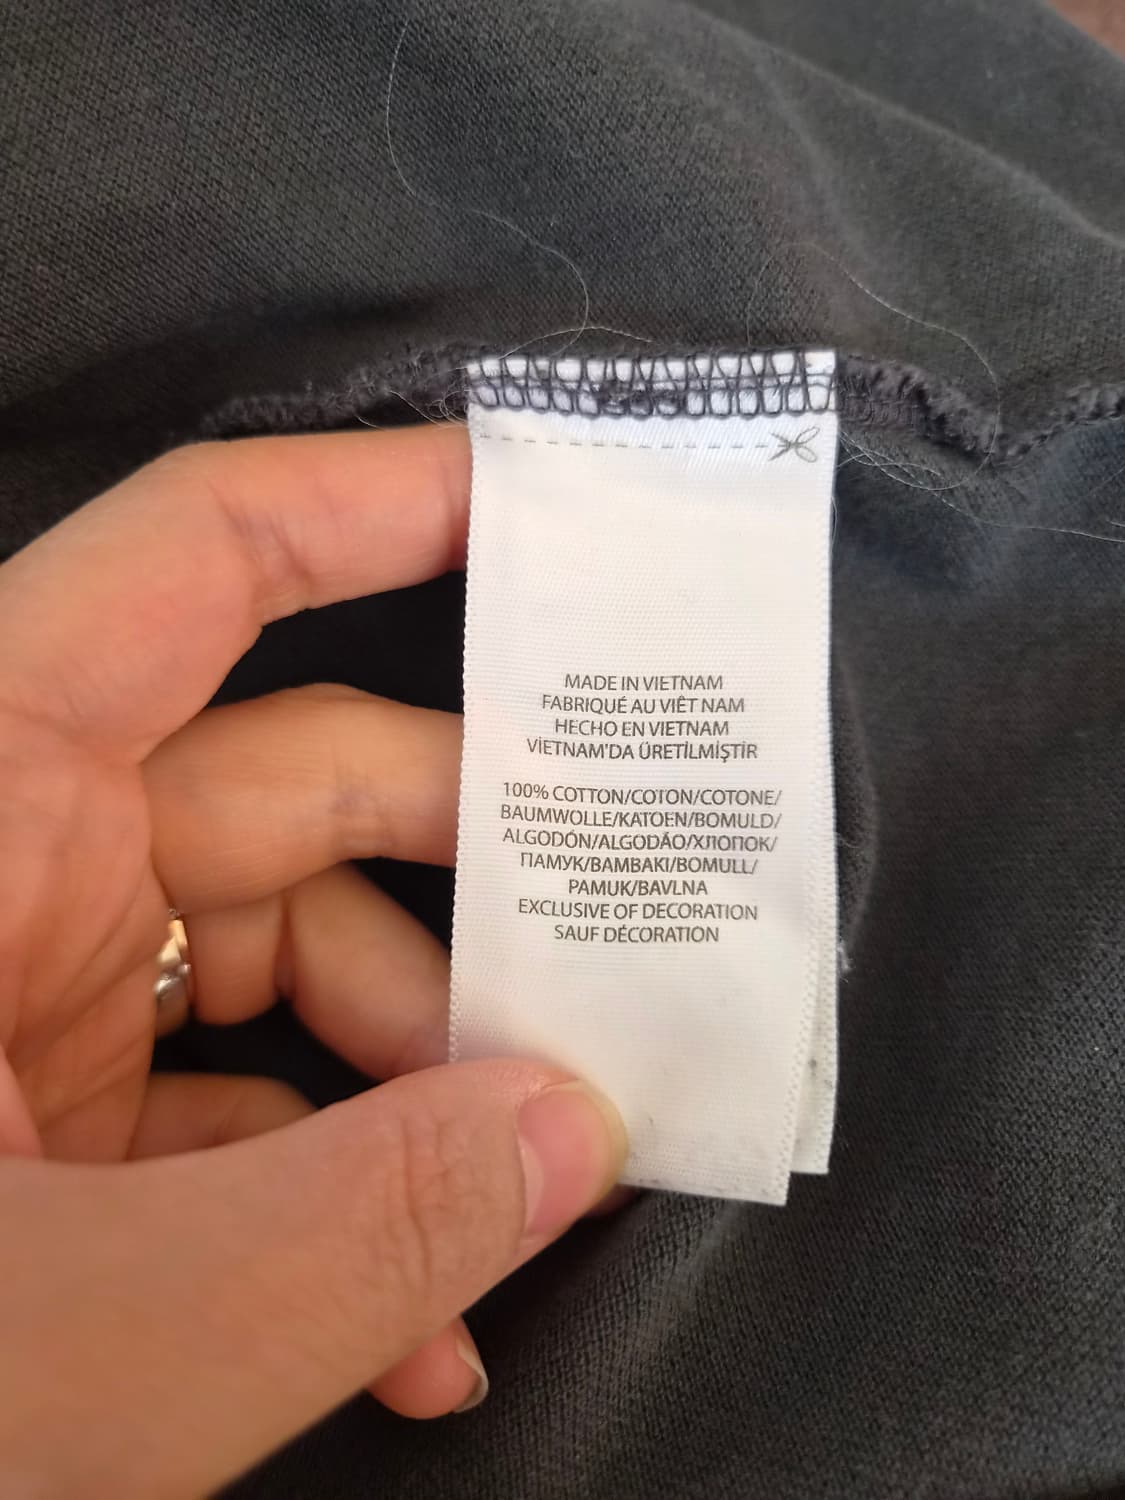 MADE IN VIETNAM
FABRIQUÉ AU VIÊT NAM
HECHO EN VIETNAM
VİETNAM'DA ÜRETİLMİŞTİR
100% COTTON/COTON/COTONE/
BAUMWOLLE/KATOEN/BOMULD/
ALGODÓN/ALGODÃO/ХЛОПОК/
ПАМУК/BAMBAKI/BOMULL/
PAMUK/BAVLNA
EXCLUSIVE OF DECORATION
SAUF DÉCORATION